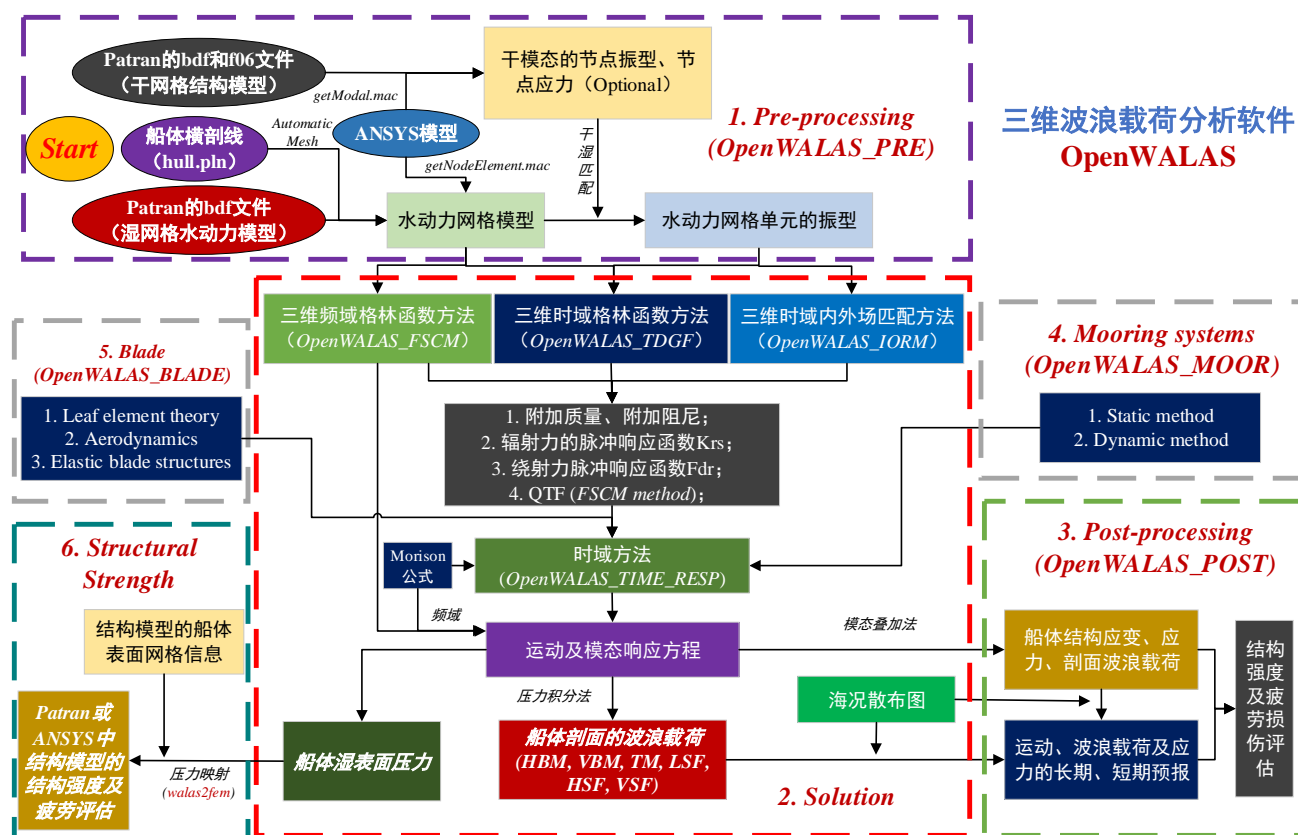 Patran的bdf和f06文件
（干网格结构模型）
干模态的节点振型、节
点应力（Optional）
getModal.mac
Start
船体横剖线
（hull.pln）
Automatic
Mesh
ANSYS模型
getNodeElement.mac
干湿匹配
1. Pre-processing
(OpenWALAS_PRE)
三维波浪载荷分析软件
OpenWALAS
Patran的bdf文件
（湿网格水动力模型）
水动力网格模型
水动力网格单元的振型
三维频域格林函数方法
（OpenWALAS_FSCM）
三维时域格林函数方法
（OpenWALAS_TDGF）
三维时域内外场匹配方法
（OpenWALAS_IORM）
5. Blade
(OpenWALAS_BLADE)
1. Leaf element theory
2. Aerodynamics
3. Elastic blade structures
4. Mooring systems
(OpenWALAS_MOOR)
1. Static method
2. Dynamic method
1. 附加质量、附加阻尼；
2. 辐射力的脉冲响应函数Krs；
3. 绕射力脉冲响应函数Fdr；
4. QTF (FSCM method)；
6. Structural
Strength
Morison
公式
时域方法
（OpenWALAS_TIME_RESP）
3. Post-processing
(OpenWALAS_POST)
结构模型的船体
表面网格信息
频域
运动及模态响应方程
模态叠加法
船体结构应变、应
力、剖面波浪载荷
结构强度及疲劳损伤评估
Patran或
ANSYS中
结构模型的
结构强度及
疲劳评估
压力映射
(walas2fem)
船体湿表面压力
压力积分法
船体剖面的波浪载荷
(HBM, VBM, TM, LSF,
HSF, VSF)
海况散布图
运动、波浪载荷及应
力的长期、短期预报
2. Solution